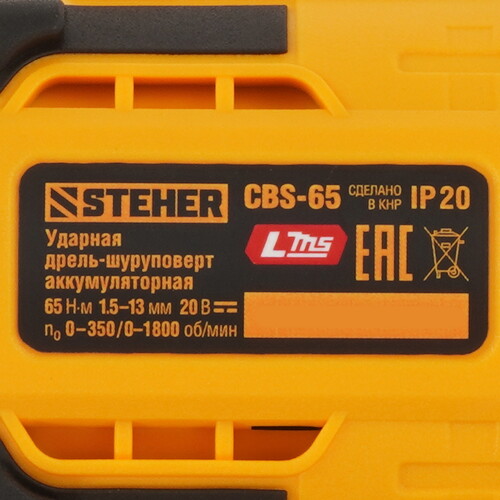 STEHER CBS-65 СДЕЛАНО В КНР IP 20
Ударная
дрель-шуруповерт
аккумуляторная
LMS
EAC
65 Н·м 1.5–13 мм 20 В
n₀ 0–350/0–1800 об/мин